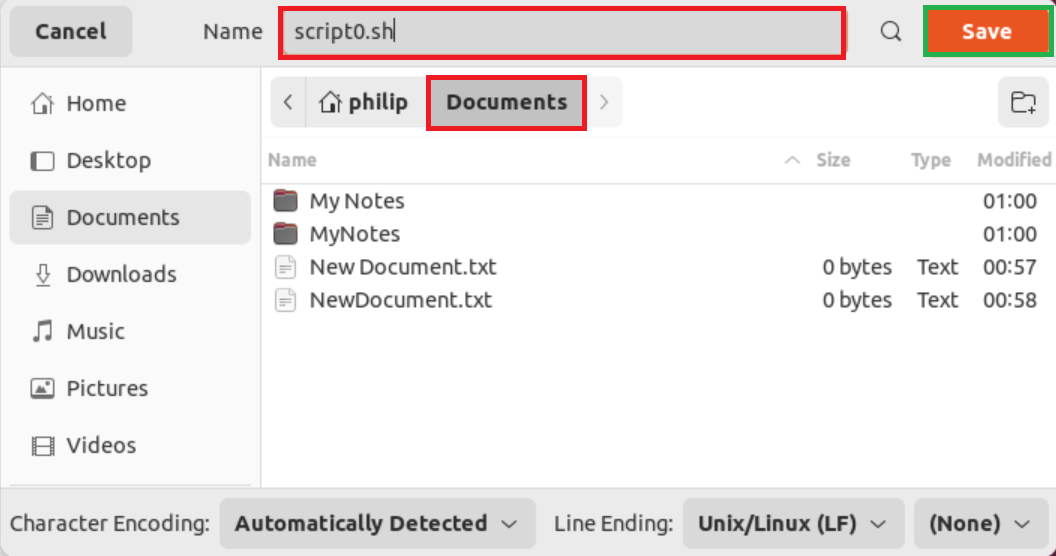 Cancel Name script0.sh Save
Home
Desktop
Documents
Downloads
Music
Pictures
Videos
philip Documents
Name Size Type Modified
My Notes 01:00
MyNotes 01:00
New Document.txt 0 bytes Text 00:57
NewDocument.txt 0 bytes Text 00:58
Character Encoding: Automatically Detected Line Ending: Unix/Linux (LF) (None)